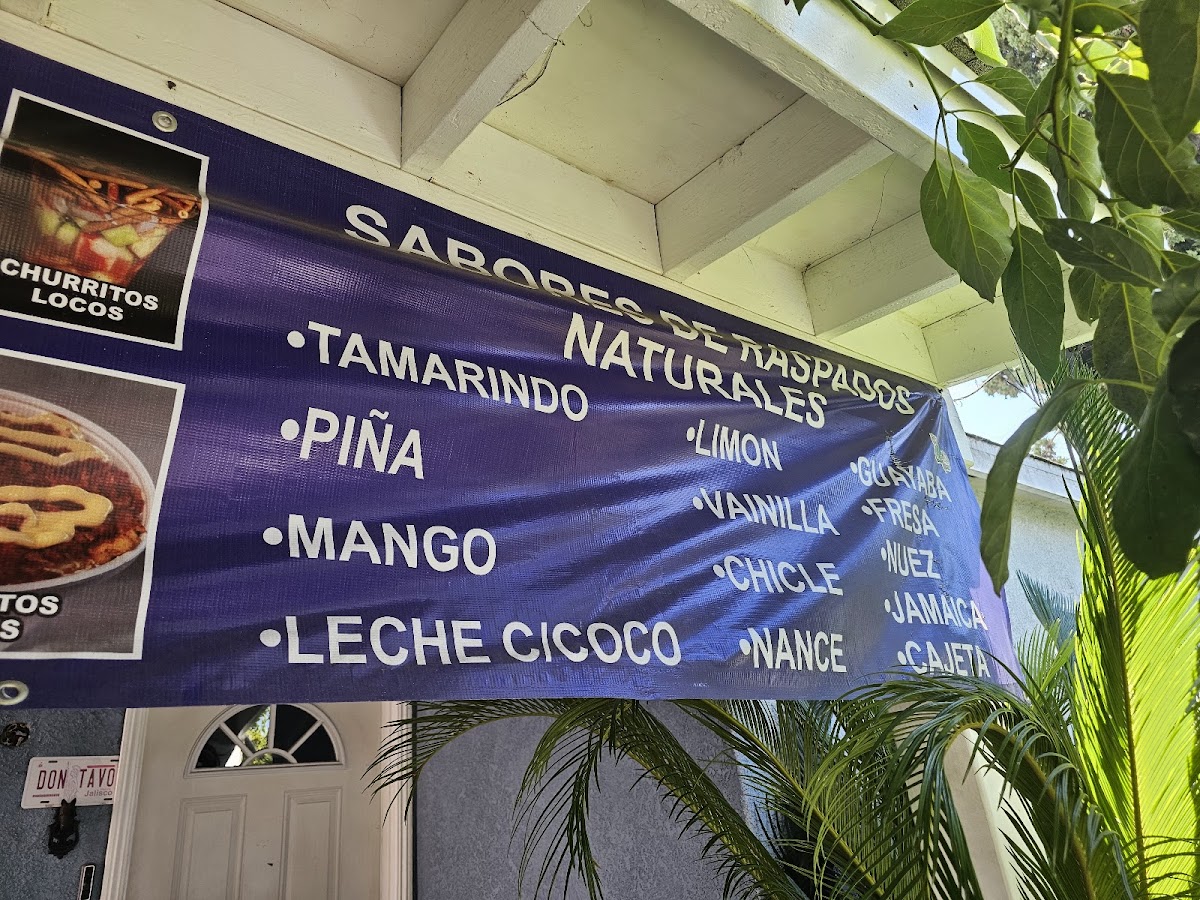 CHURRITOS
LOCOS
TOS
S
SABORES DE RASPADOS
NATURALES
•TAMARINDO
•PIÑA
•MANGO
•LECHE CICOCO
•LIMON
•VAINILLA
•CHICLE
•NANCE
•GUAYABA
•FRESA
•NUEZ
•JAMAICA
•CAJETA
DON TAVO
Jalisco